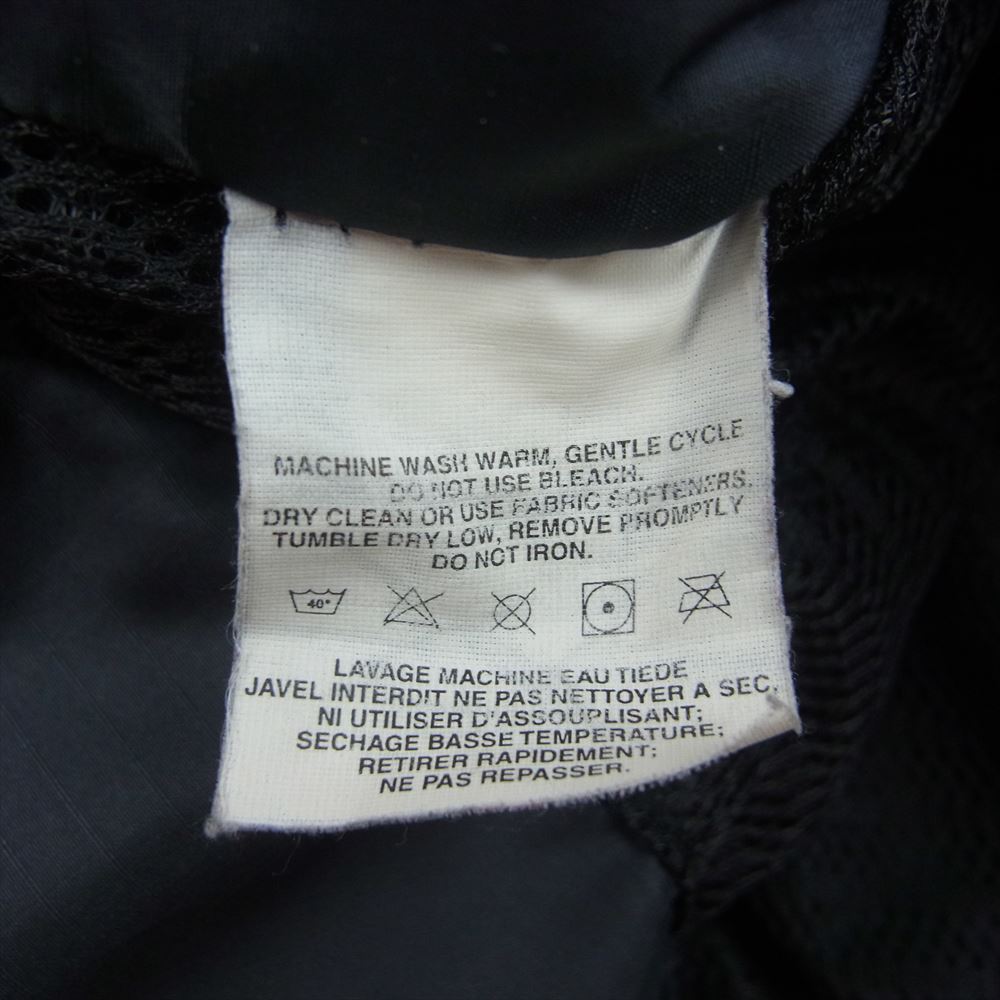 MACHINE WASH WARM, GENTLE CYCLE
DO NOT USE BLEACH.
DRY CLEAN OR USE FABRIC SOFTENERS.
TUMBLE DRY LOW, REMOVE PROMPTLY
DO NOT IRON.
40°
LAVAGE MACHINE EAU TIEDE
JAVEL INTERDIT NE PAS NETTOYER A SEC,
NI UTILISER D'ASSOUPLISANT;
SECHAGE BASSE TEMPERATURE;
RETIRER RAPIDEMENT;
NE PAS REPASSER.